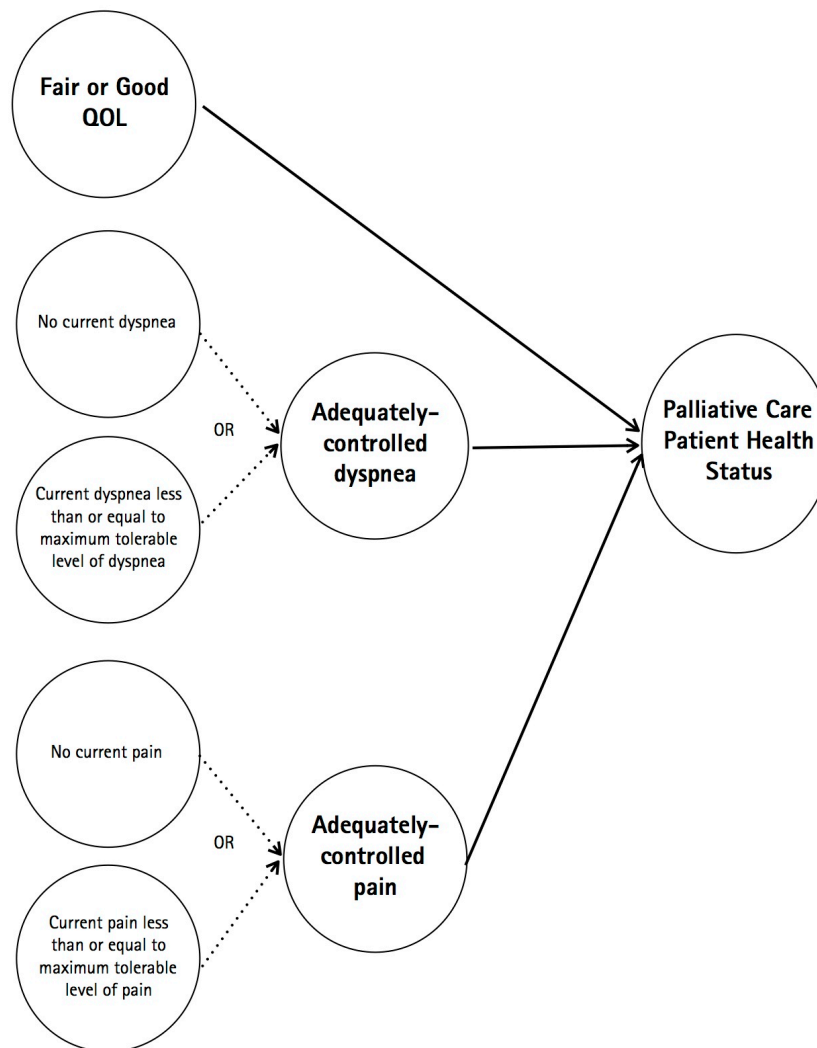 Fair or Good
QOL
No current dyspnea
OR
Current dyspnea less
than or equal to
maximum tolerable
level of dyspnea
Adequately-
controlled
dyspnea
Palliative Care
Patient Health
Status
No current pain
OR
Current pain less
than or equal to
maximum tolerable
level of pain
Adequately-
controlled
pain